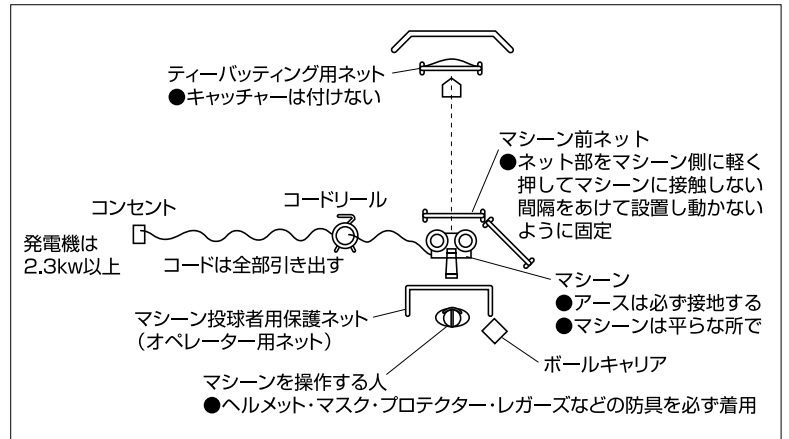 ティーバッティング用ネット
●キャッチャーは付けない
マシーン前ネット
●ネット部をマシーン側に軽く
押してマシーンに接触しない
間隔をあけて設置し動かない
ように固定
コードリール
コンセント
発電機は
2.3kw以上
コードは全部引き出す
マシーン
●アースは必ず接地する
●マシーンは平らな所で
マシーン投球者用保護ネット
(オペレーター用ネット)
ボールキャリア
マシーンを操作する人
●ヘルメット・マスク・プロテクター・レガーズなどの防具を必ず着用